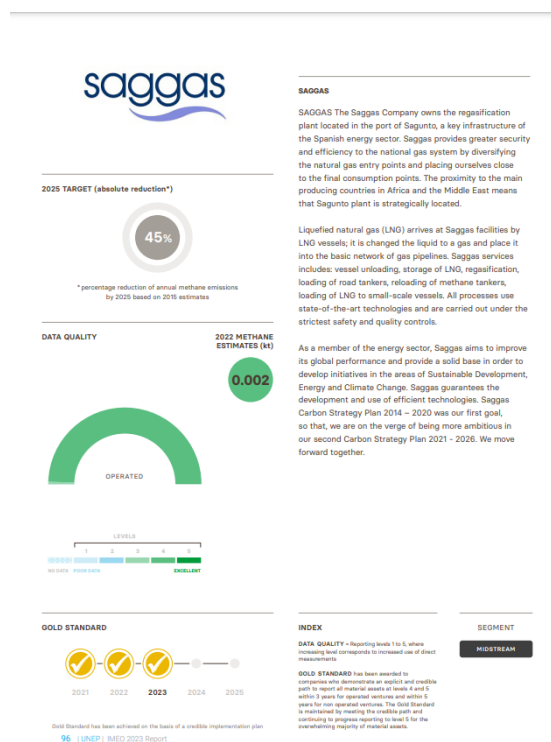 saggas
2025 TARGET (absolute reduction*)
45%
* percentage reduction of annual methane emissions
by 2025 based on 2015 estimates
DATA QUALITY
2022 METHANE
ESTIMATES (kt)
0.002
OPERATED
LEVELS
1 2 3 4 5
NO DATA POOR DATA EXCELLENT
SAGGAS
SAGGAS The Saggas Company owns the regasification
plant located in the port of Sagunto, a key infrastructure of
the Spanish energy sector. Saggas provides greater security
and efficiency to the national gas system by diversifying
the natural gas entry points and placing ourselves close
to the final consumption points. The proximity to the main
producing countries in Africa and the Middle East means
that Sagunto plant is strategically located.
Liquefied natural gas (LNG) arrives at Saggas facilities by
LNG vessels; it is changed the liquid to a gas and place it
into the basic network of gas pipelines. Saggas services
includes: vessel unloading, storage of LNG, regasification,
loading of road tankers, reloading of methane tankers,
loading of LNG to small-scale vessels. All processes use
state-of-the-art technologies and are carried out under the
strictest safety and quality controls.
As a member of the energy sector, Saggas aims to improve
its global performance and provide a solid base in order to
develop initiatives in the areas of Sustainable Development,
Energy and Climate Change. Saggas guarantees the
development and use of efficient technologies. Saggas
Carbon Strategy Plan 2014 – 2020 was our first goal,
so that, we are on the verge of being more ambitious in
our second Carbon Strategy Plan 2021 - 2026. We move
forward together.
GOLD STANDARD
2021 2022 2023 2024 2025
Gold Standard has been achieved on the basis of a credible implementation plan
INDEX
DATA QUALITY – Reporting levels 1 to 5, where
increasing level corresponds to increased use of direct
measurements
GOLD STANDARD has been awarded to
companies who demonstrate an explicit and credible
path to report all material assets at levels 4 and 5
within 3 years for operated ventures and within 5
years for non operated ventures. The Gold Standard
is maintained by meeting the credible path and
continuing to progress reporting to level 5 for the
overwhelming majority of material assets.
SEGMENT
MIDSTREAM
96 | UNEP | IMEO 2023 Report